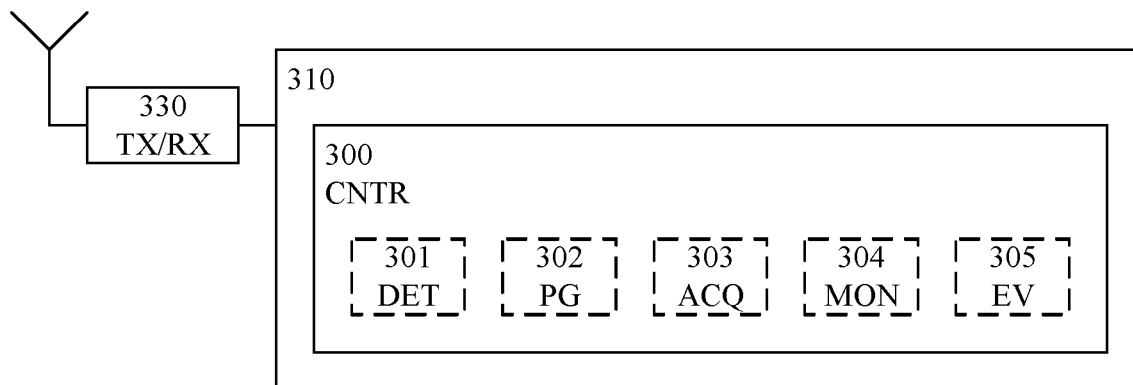 310
330
TX/RX
300
CNTR
301
DET
302
PG
303
ACQ
304
MON
305
EV